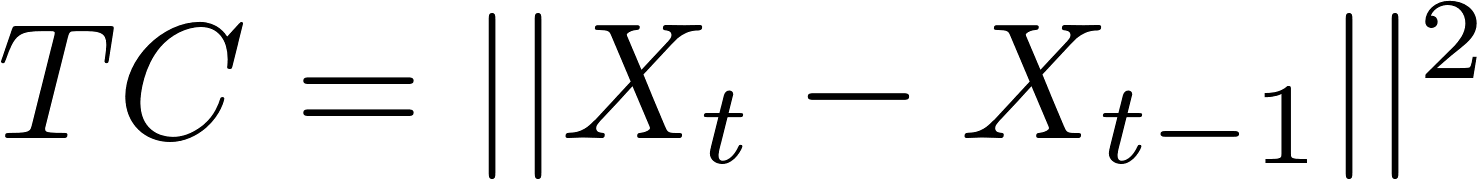 TC = ||X_t − X_{t−1}||^2